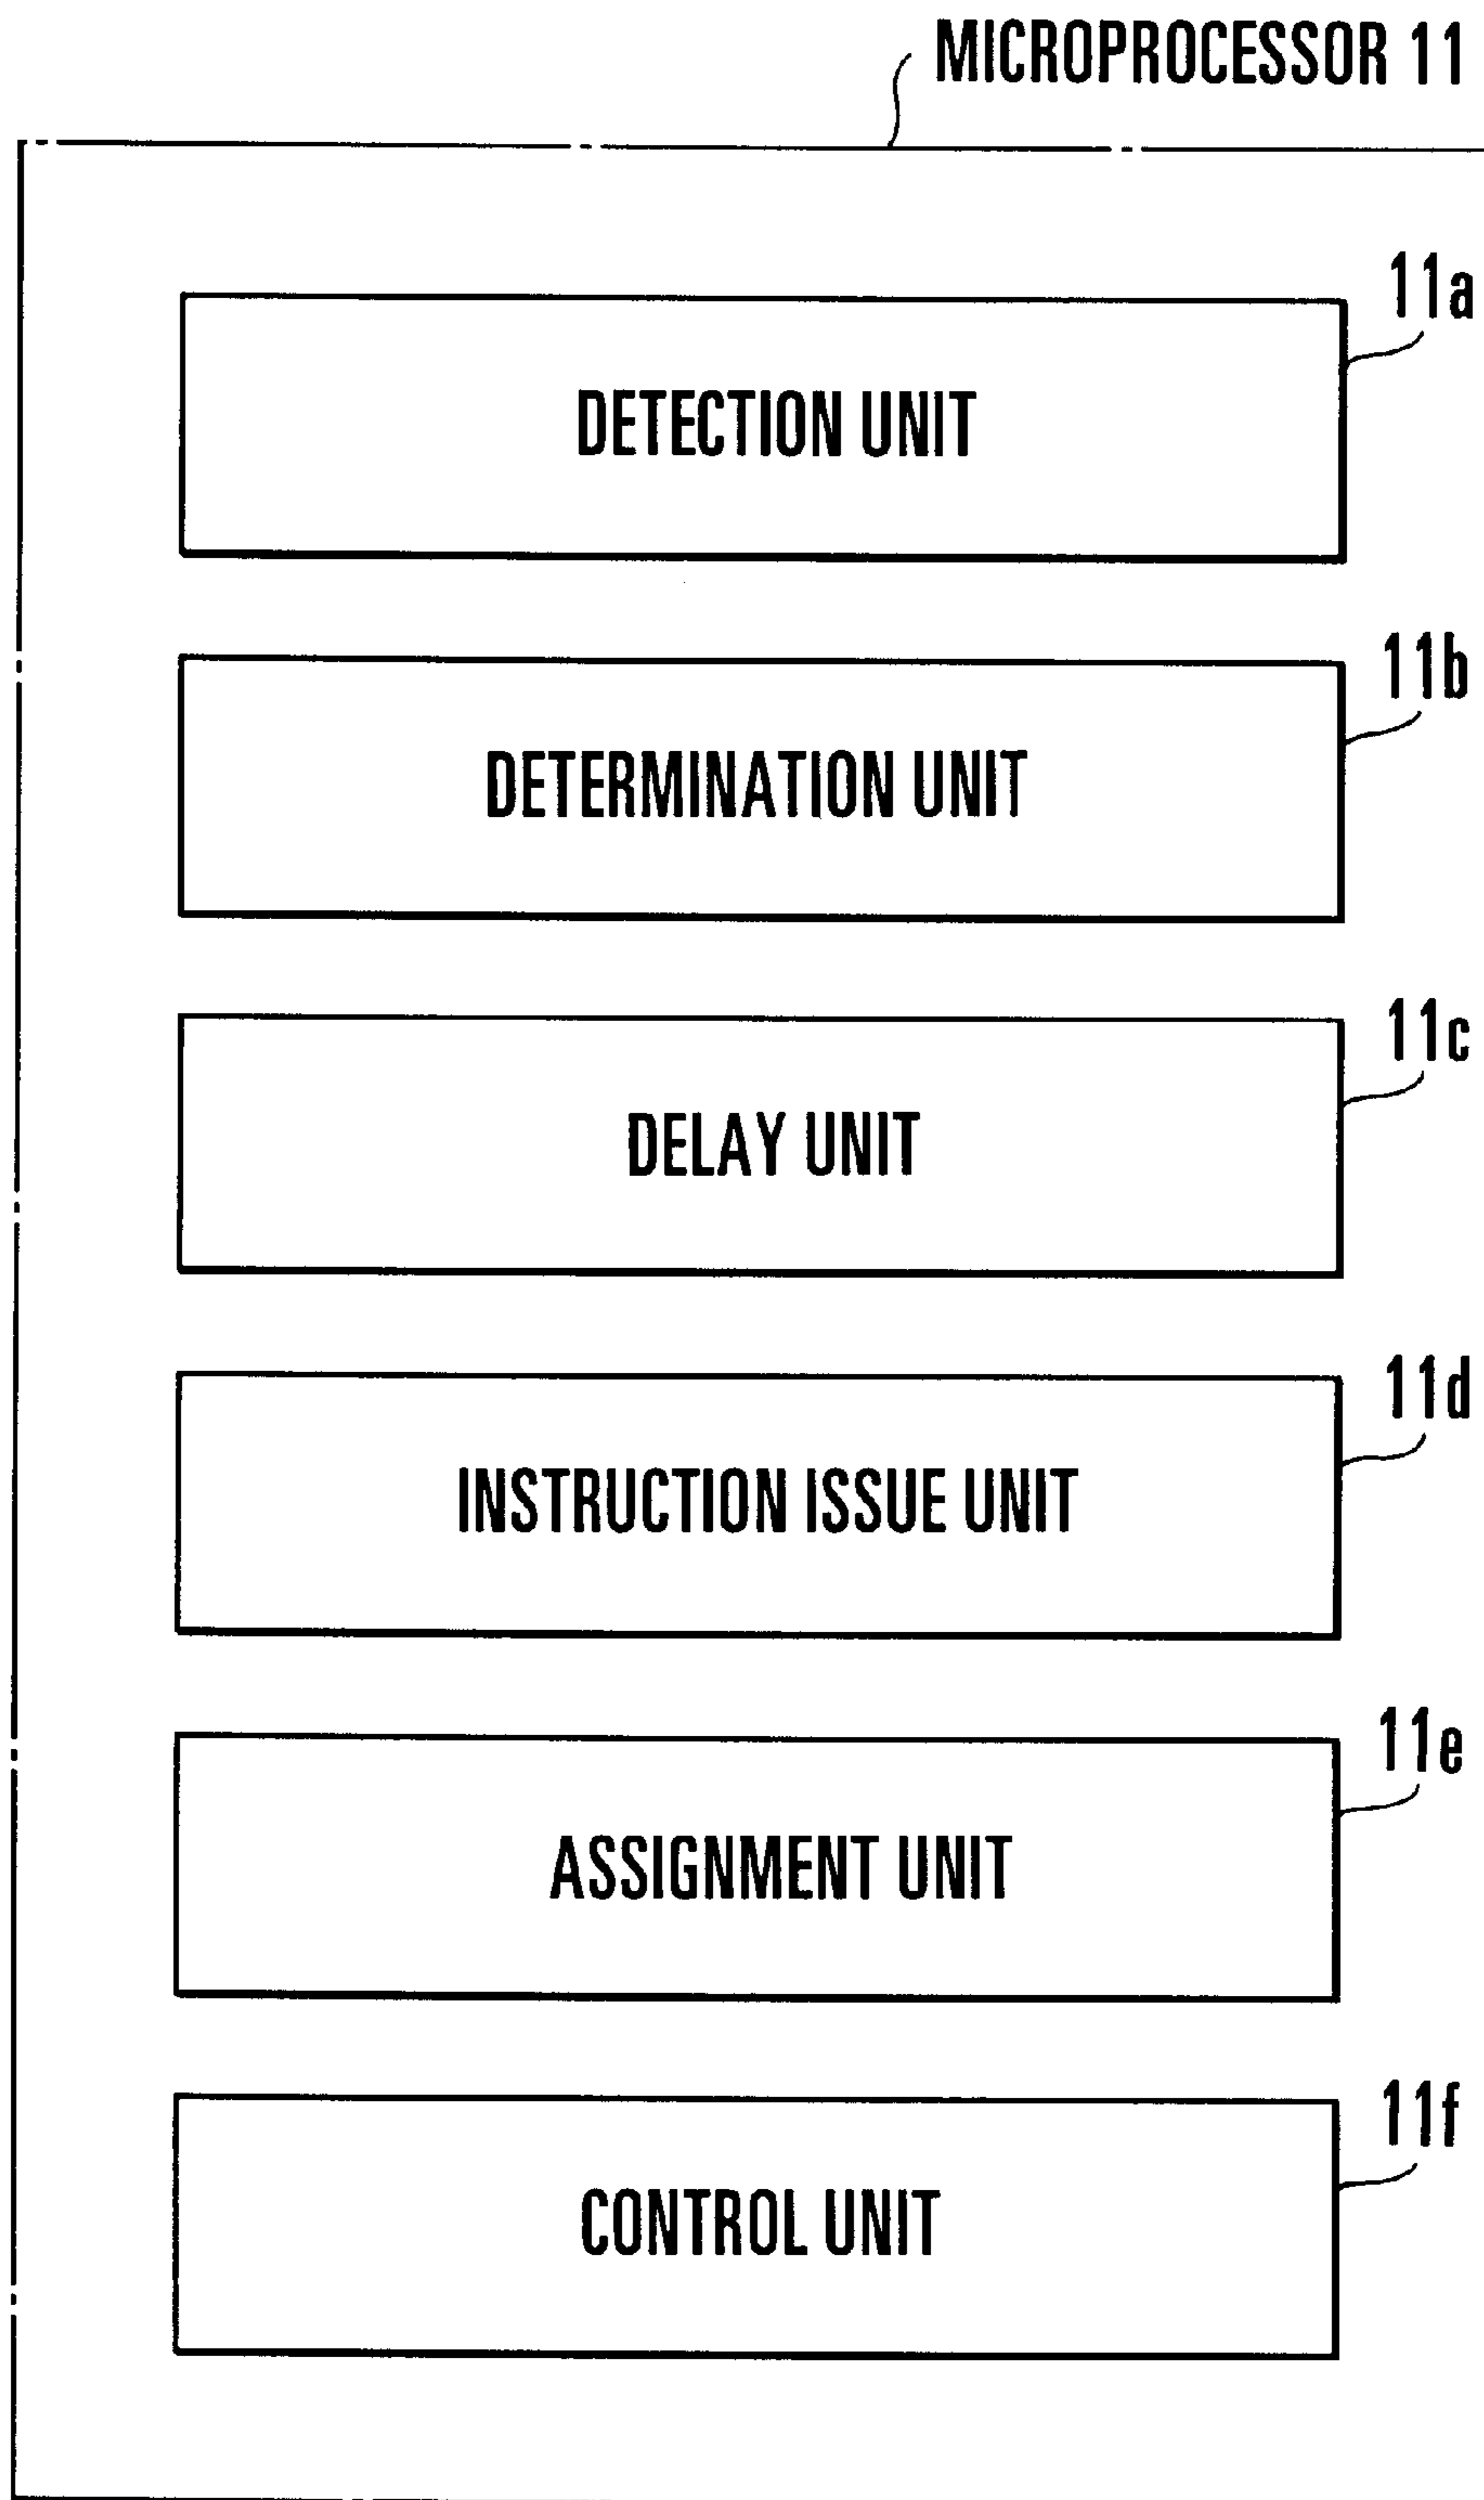 MICROPROCESSOR 11
11a
DETECTION UNIT
11b
DETERMINATION UNIT
11c
DELAY UNIT
11d
INSTRUCTION ISSUE UNIT
11e
ASSIGNMENT UNIT
11f
CONTROL UNIT